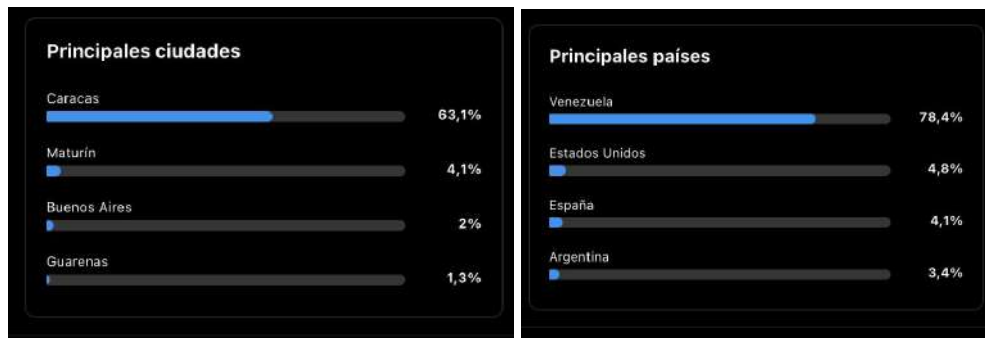 Principales ciudades
Caracas
63,1%
Maturín
4,1%
Buenos Aires
2%
Guarenas
1,3%
Principales países
Venezuela
78,4%
Estados Unidos
4,8%
España
4,1%
Argentina
3,4%